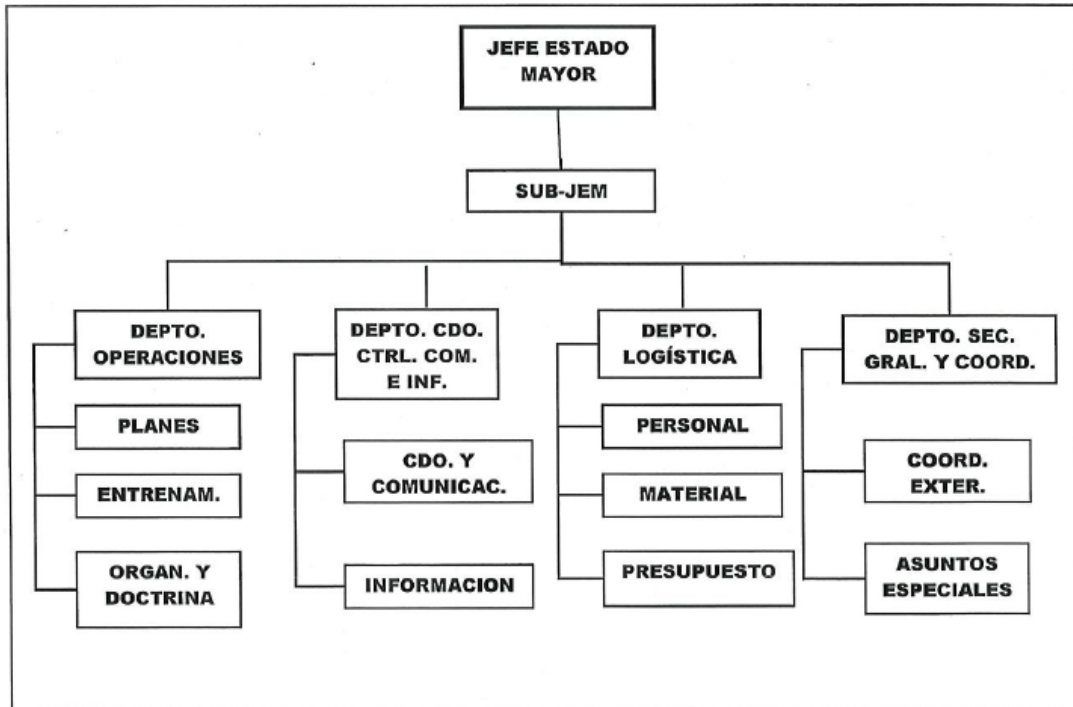 JEFE ESTADO
MAYOR
SUB-JEM
DEPTO.
OPERACIONES
PLANES
ENTRENAM.
ORGAN. Y
DOCTRINA
DEPTO. CDO.
CTRL. COM.
E INF.
CDO. Y
COMUNICAC.
INFORMACION
DEPTO.
LOGÍSTICA
PERSONAL
MATERIAL
PRESUPUESTO
DEPTO. SEC.
GRAL. Y COORD.
COORD.
EXTER.
ASUNTOS
ESPECIALES